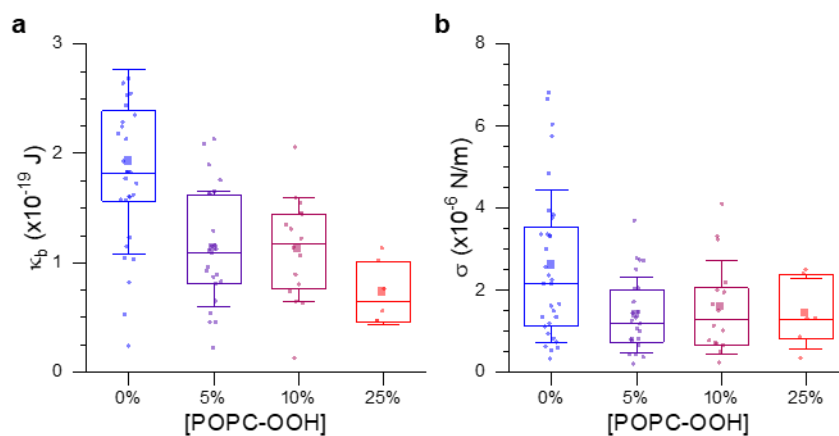 a
3
2
1
0
κb (x10-19 J)
0% 5% 10% 25%
[POPC-OOH]
b
8
6
4
2
0
σ (x10-6 N/m)
0% 5% 10% 25%
[POPC-OOH]